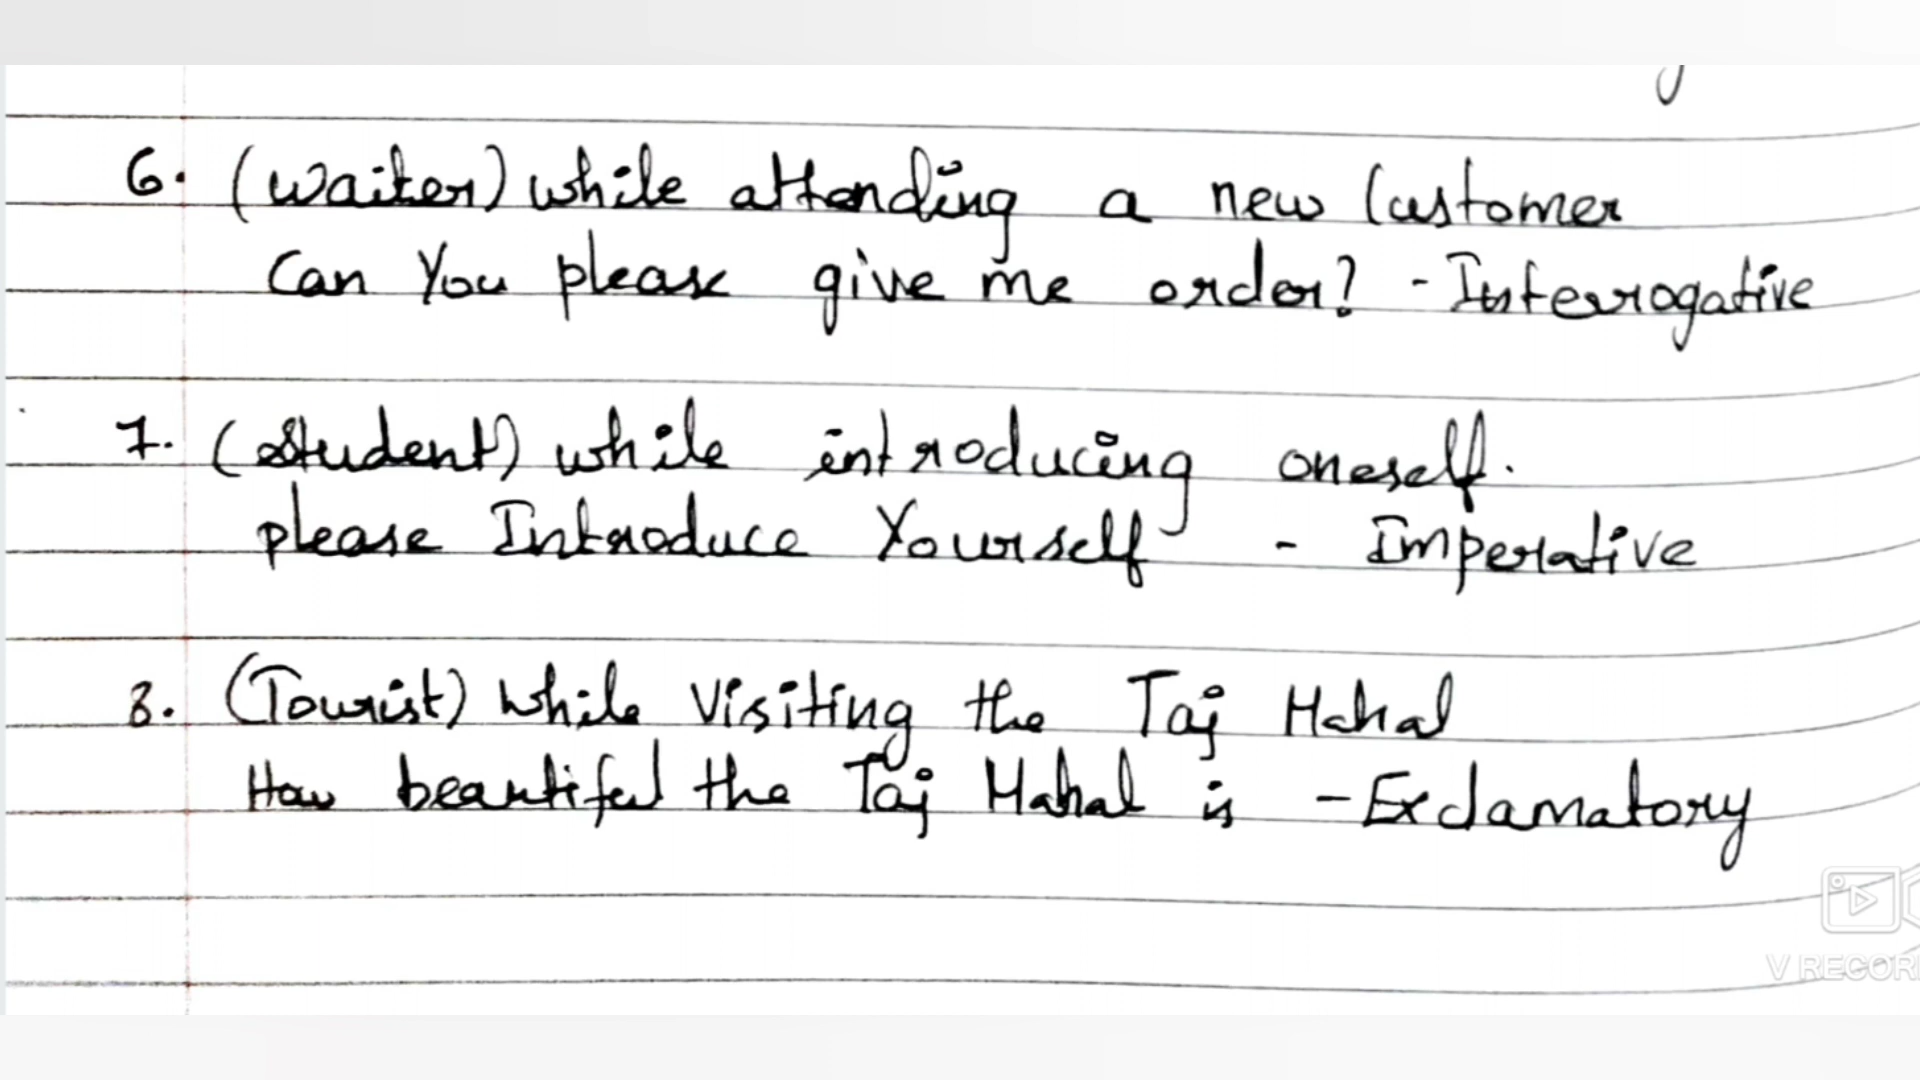 6. (waiter) while attending a new Customer
Can You please give me order? - Interrogative
7. (student) while introducing oneself.
please Introduce Yourself - Imperative
8. (Tourist) While Visiting the Taj Mahal
How beautiful the Taj Mahal is - Exclamatory
V RECOR